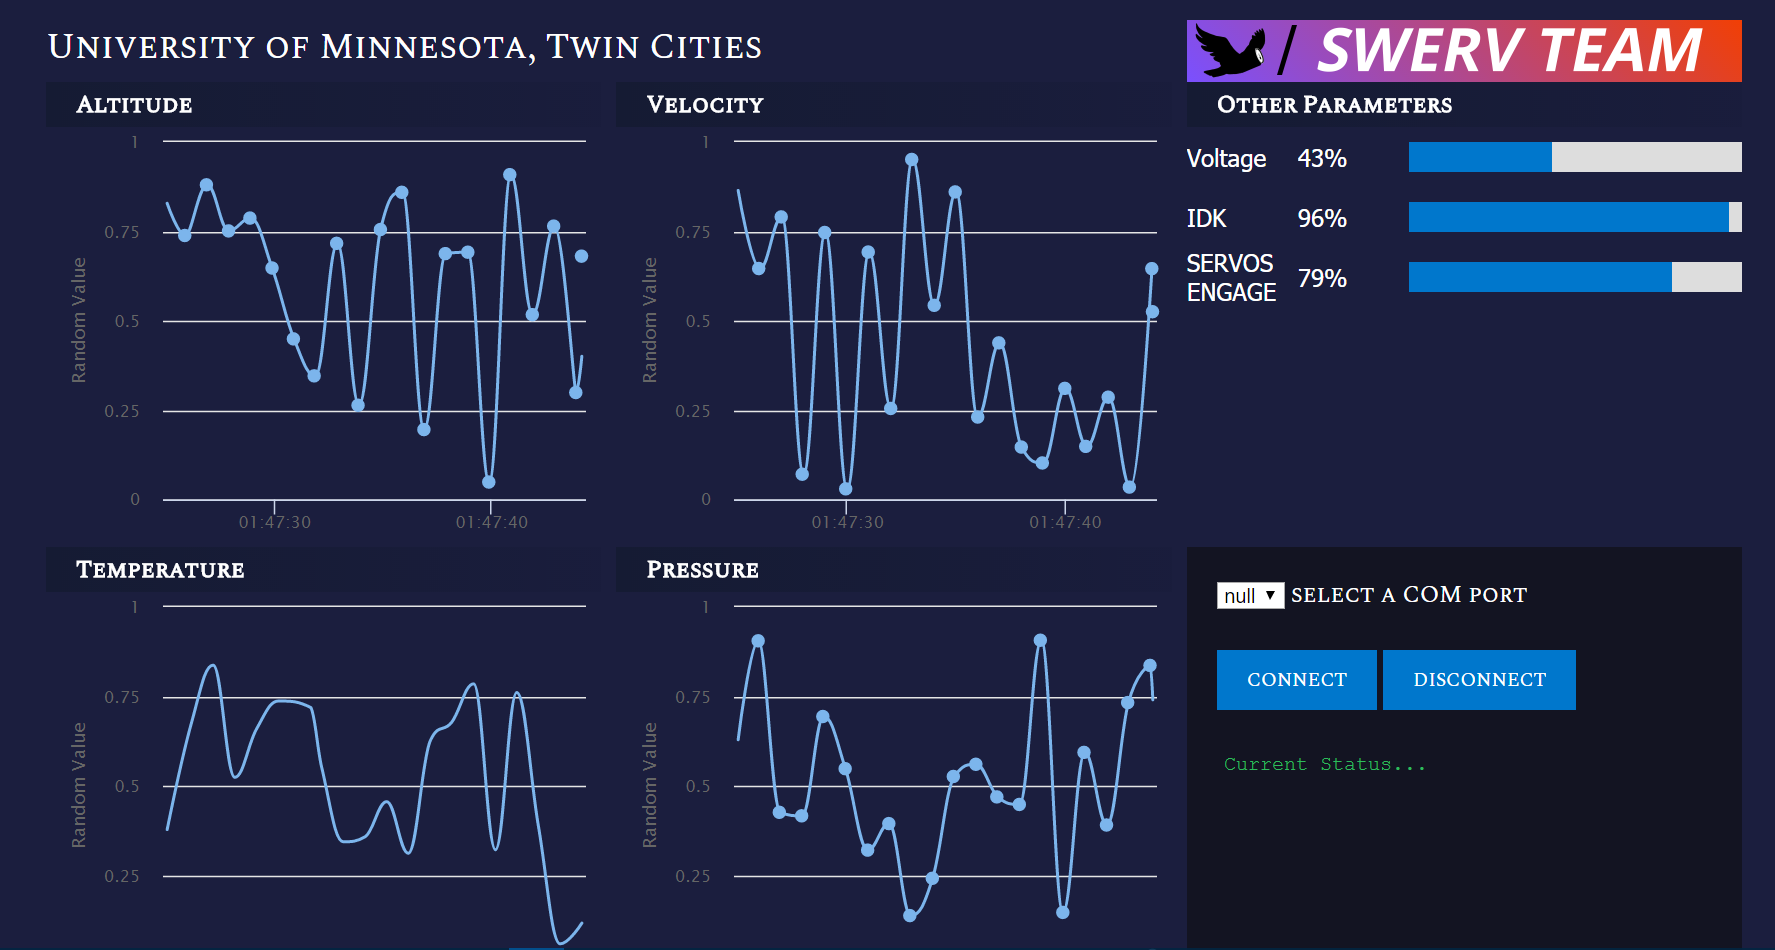 University of Minnesota, Twin Cities
/ SWERV TEAM
Altitude
1
0.75
0.5
0.25
0
Random Value
01:47:30 01:47:40
Velocity
1
0.75
0.5
0.25
0
Random Value
01:47:30 01:47:40
Other Parameters
Voltage 43%
IDK 96%
SERVOS
ENGAGE 79%
Temperature
1
0.75
0.5
0.25
Random Value
Pressure
1
0.75
0.5
0.25
Random Value
null ▼ SELECT A COM PORT
CONNECT DISCONNECT
Current Status...